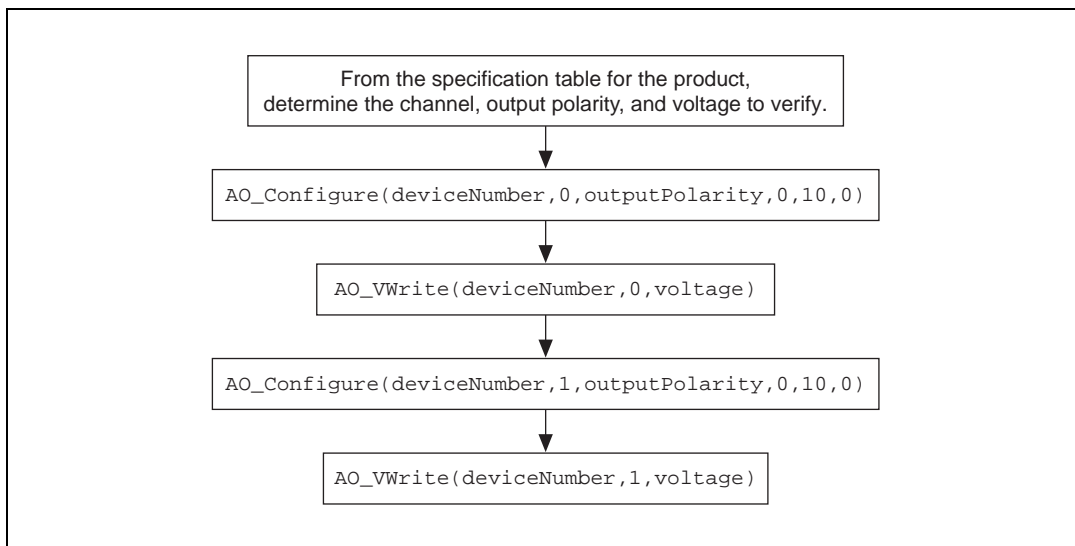 From the specification table for the product,
determine the channel, output polarity, and voltage to verify.
AO_Configure(deviceNumber,0,outputPolarity,0,10,0)
AO_VWrite(deviceNumber,0,voltage)
AO_Configure(deviceNumber,1,outputPolarity,0,10,0)
AO_VWrite(deviceNumber,1,voltage)